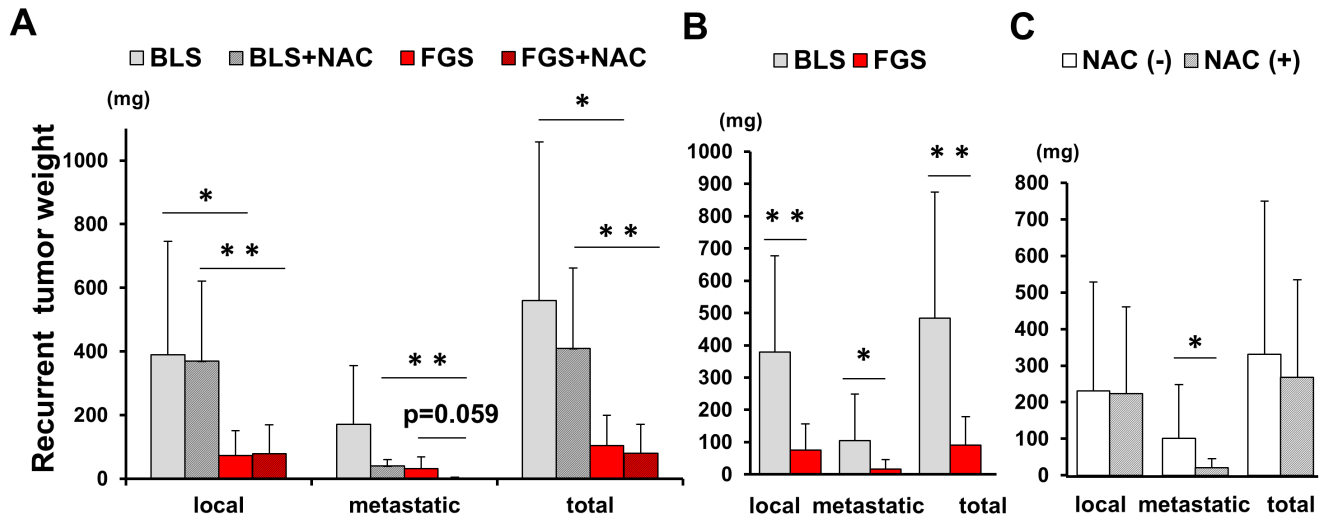 A
BLS BLS+NAC FGS FGS+NAC
(mg)
Recurrent tumor weight
1000
800
600
400
200
0
*
* *
* *
p=0.059
*
* *
local metastatic total
B
BLS FGS
(mg)
1000
900
800
700
600
500
400
300
200
100
0
* *
*
* *
local metastatic total
C
NAC (-) NAC (+)
(mg)
800
700
600
500
400
300
200
100
0
*
local metastatic total